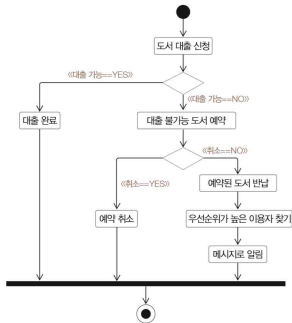 도서 대출 신청
《대출 가능==YES》
《대출 가능==NO》
대출 완료
대출 불가능 도서 예약
《취소==NO》
《취소==YES》
예약된 도서 반납
예약 취소
우선순위가 높은 이용자 찾기
메시지로 알림